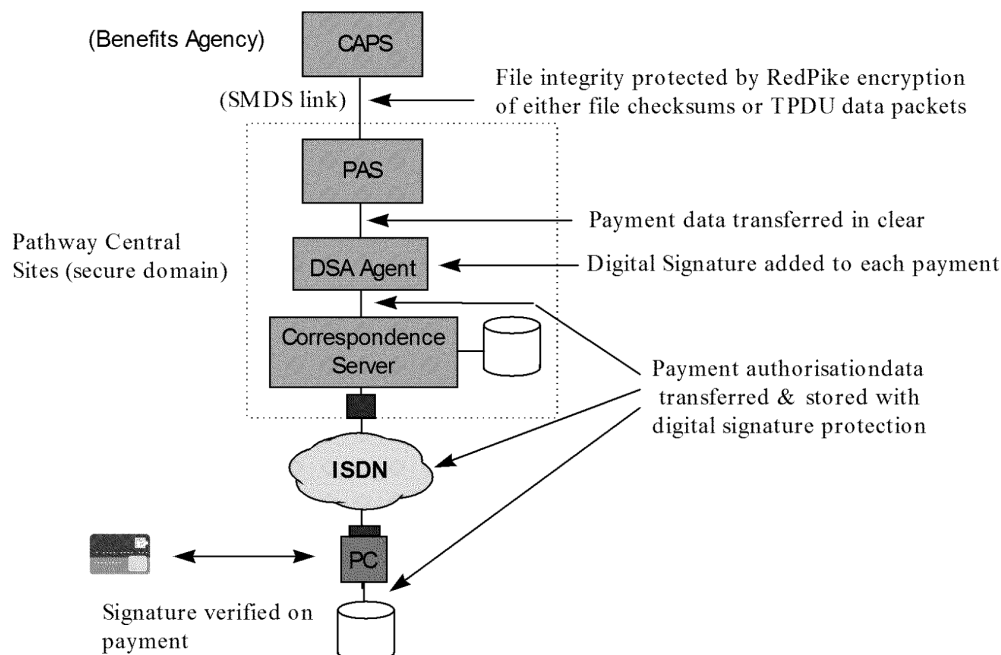 (Benefits Agency)
CAPS
(SMDS link)
File integrity protected by RedPike encryption
of either file checksums or TPDU data packets
PAS
Payment data transferred in clear
Pathway Central
Sites (secure domain)
DSA Agent
Digital Signature added to each payment
Correspondence
Server
Payment authorisationdata
transferred & stored with
digital signature protection
ISDN
PC
Signature verified on
payment